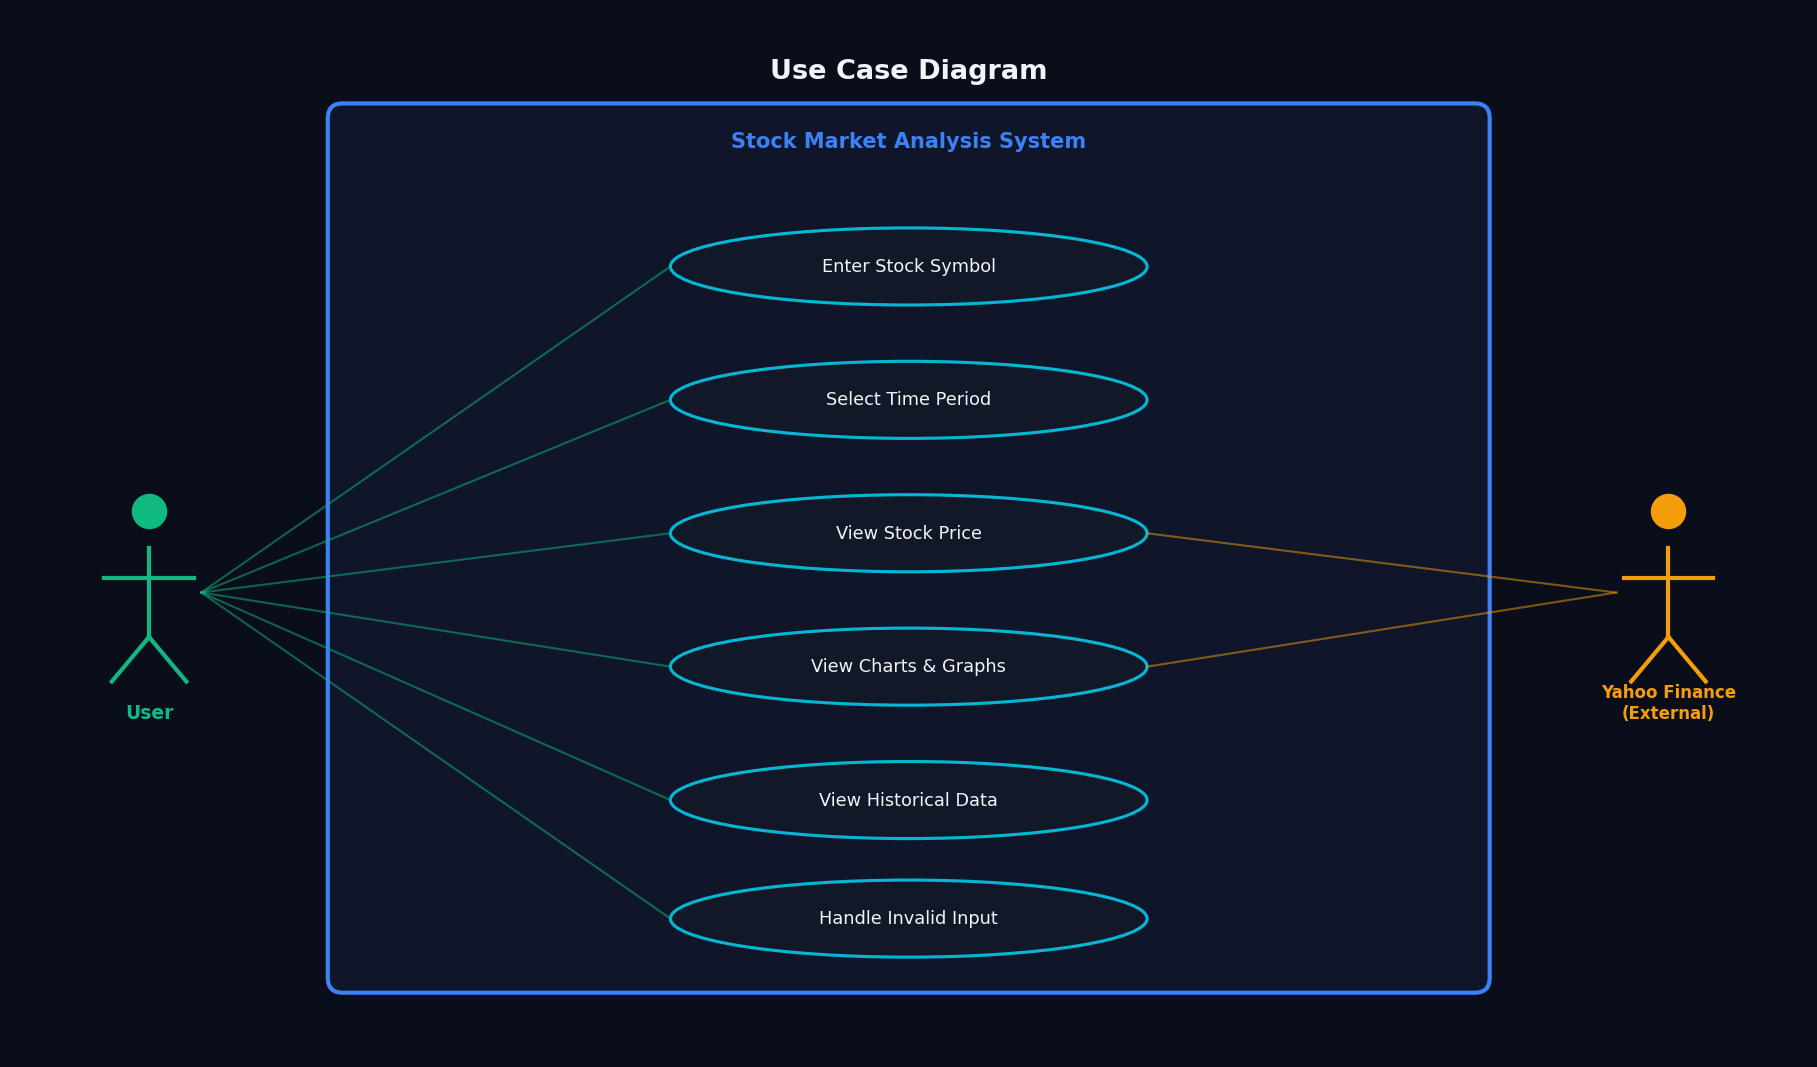 Use Case Diagram
Stock Market Analysis System
Enter Stock Symbol
Select Time Period
View Stock Price
View Charts & Graphs
View Historical Data
Handle Invalid Input
User
Yahoo Finance
(External)